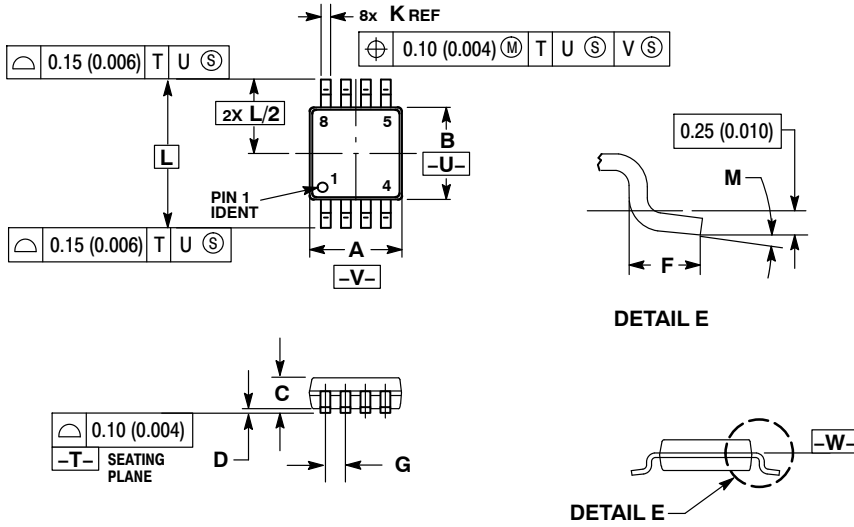 8x K REF
⌖ 0.10 (0.004) Ⓜ T U Ⓢ V Ⓢ
⌓ 0.15 (0.006) T U Ⓢ
2X L/2
8 5
B
-U-
L
PIN 1
IDENT
1 4
⌓ 0.15 (0.006) T U Ⓢ
A
-V-
0.25 (0.010)
M
F
DETAIL E
C
⌓ 0.10 (0.004)
-T- SEATING
PLANE
D
G
-W-
DETAIL E